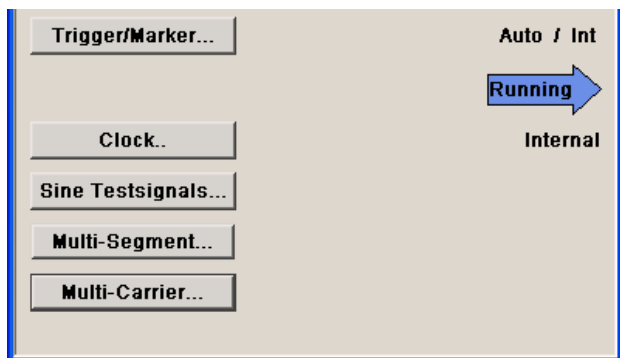 Trigger/Marker... Auto / Int
Running
Clock.. Internal
Sine Testsignals...
Multi-Segment...
Multi-Carrier...